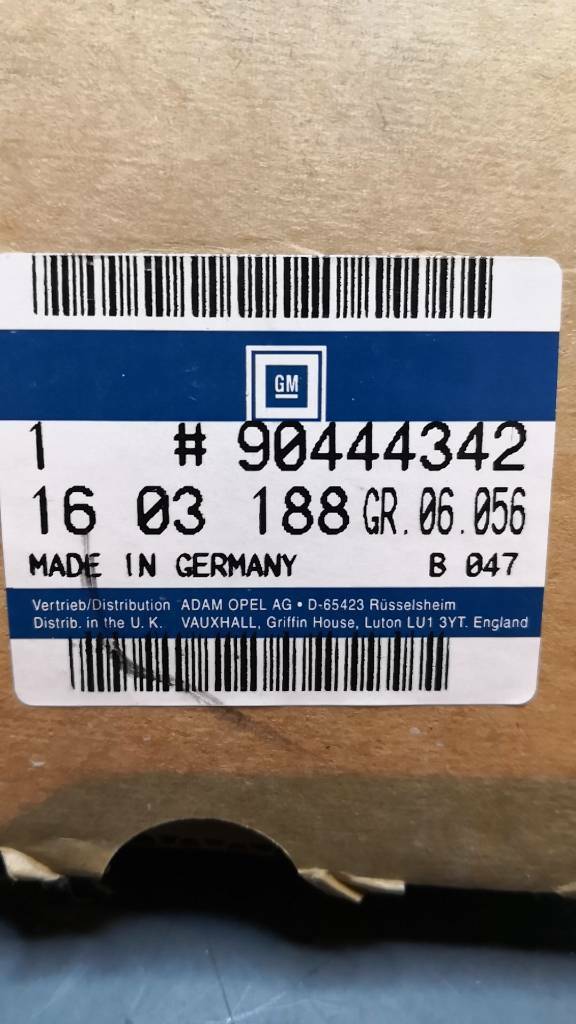 GM
1 # 90444342
16 03 188 GR. 06.056
MADE IN GERMANY B 047
Vertrieb/Distribution ADAM OPEL AG • D-65423 Rüsselsheim
Distrib. in the U. K. VAUXHALL, Griffin House, Luton LU1 3YT. England